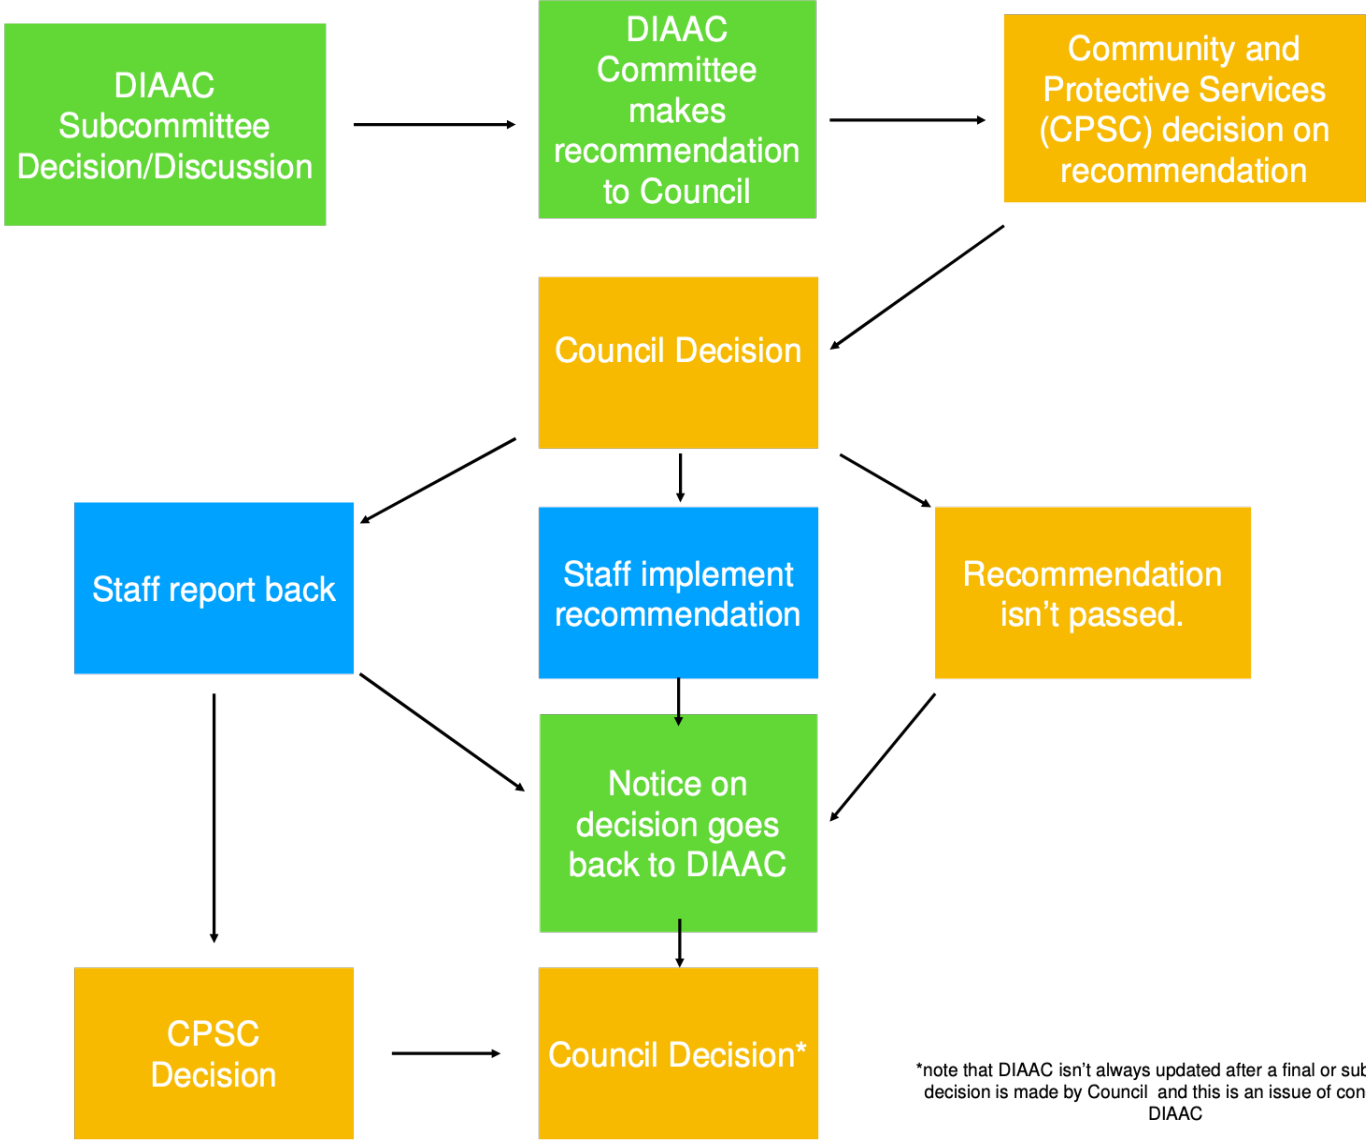 DIAAC
Subcommittee
Decision/Discussion
DIAAC
Committee
makes
recommendation
to Council
Community and
Protective Services
(CPSC) decision on
recommendation
Council Decision
Staff report back
Staff implement
recommendation
Recommendation
isn't passed.
Notice on
decision goes
back to DIAAC
CPSC
Decision
Council Decision*
*note that DIAAC isn't always updated after a final or
decision is made by Council and this is an issue of
DIAAC